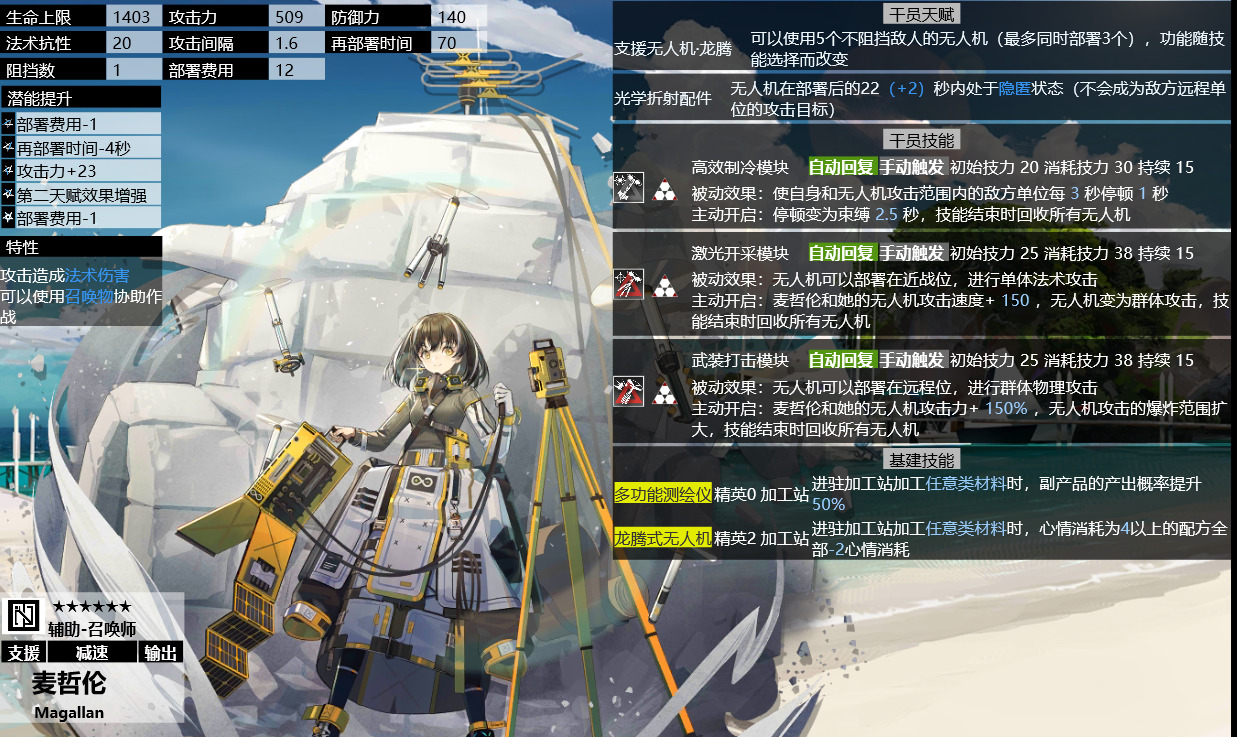 生命上限 1403 攻击力 509 防御力 140
法术抗性 20 攻击间隔 1.6 再部署时间 70
阻挡数 1 部署费用 12
潜能提升
部署费用-1
再部署时间-4秒
攻击力+23
第二天赋效果增强
部署费用-1
特性
攻击造成法术伤害
可以使用召唤物协助作
战
★★★★★★
辅助-召唤师
支援 减速 输出
麦哲伦
Magallan
干员天赋
支援无人机·龙腾
可以使用5个不阻挡敌人的无人机（最多同时部署3个），功能随技
能选择而改变
光学折射配件
无人机在部署后的22（+2）秒内处于隐匿状态（不会成为敌方远程单
位的攻击目标）
干员技能
高效制冷模块 自动回复 手动触发 初始技力 20 消耗技力 30 持续 15
被动效果：使自身和无人机攻击范围内的敌方单位每 3 秒停顿 1 秒
主动开启：停顿变为束缚 2.5 秒，技能结束时回收所有无人机
激光开采模块 自动回复 手动触发 初始技力 25 消耗技力 38 持续 15
被动效果：无人机可以部署在近战位，进行单体法术攻击
主动开启：麦哲伦和她的无人机攻击速度+ 150 ，无人机变为群体攻击，技
能结束时回收所有无人机
武装打击模块 自动回复 手动触发 初始技力 25 消耗技力 38 持续 15
被动效果：无人机可以部署在远程位，进行群体物理攻击
主动开启：麦哲伦和她的无人机攻击力+ 150% ，无人机攻击的爆炸范围扩
大，技能结束时回收所有无人机
基建技能
多功能测绘仪 精英0 加工站
进驻加工站加工任意类材料时，副产品的产出概率提升
50%
龙腾式无人机 精英2 加工站
进驻加工站加工任意类材料时，心情消耗为4以上的配方全
部-2心情消耗